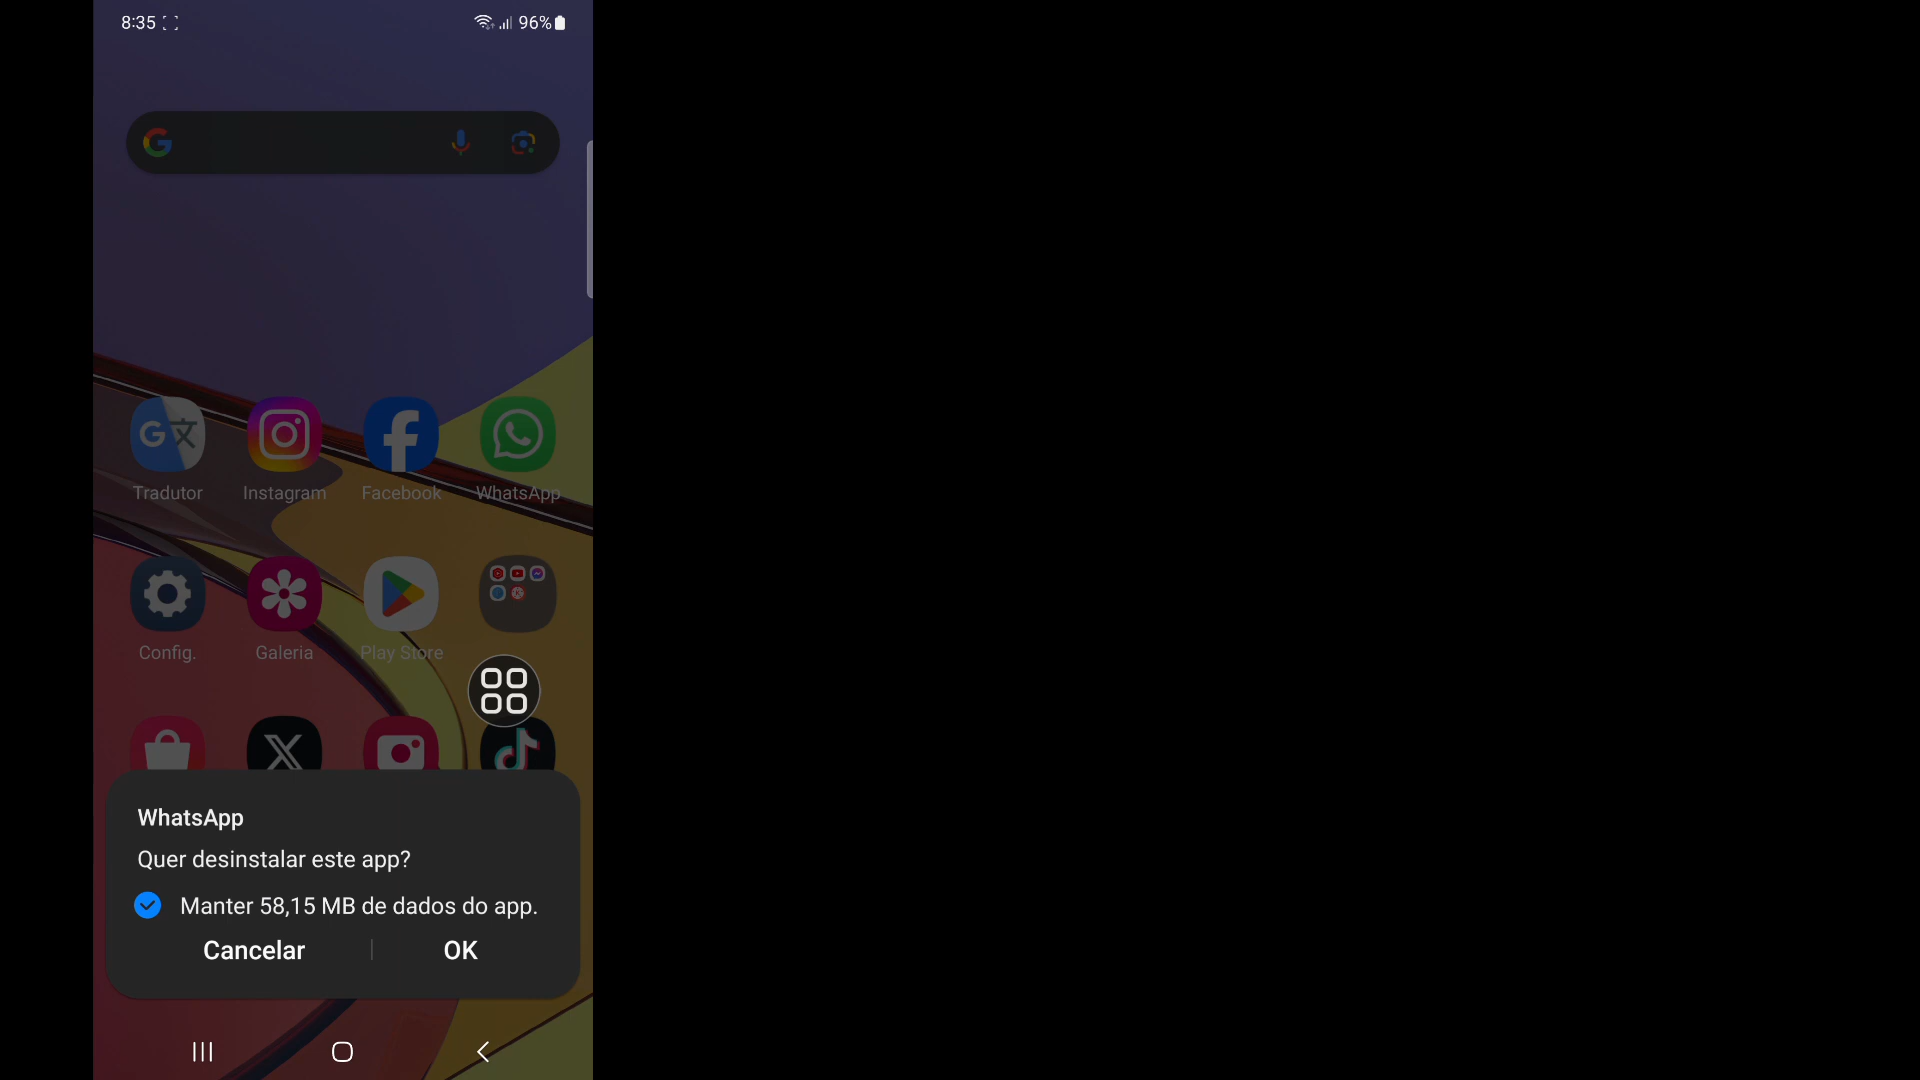 8:35
96%
Tradutor
Instagram
Facebook
WhatsApp
Config.
Galeria
Play Store
WhatsApp
Quer desinstalar este app?
Manter 58,15 MB de dados do app.
Cancelar
OK